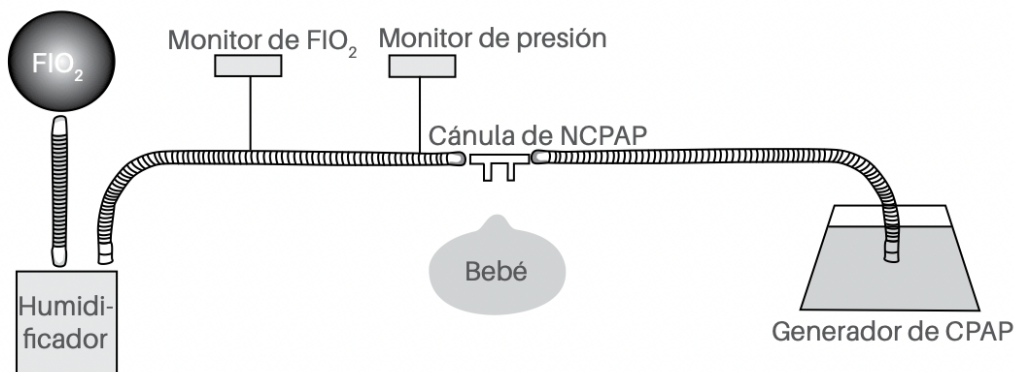 FIO₂
Monitor de FIO₂
Monitor de presión
Cánula de NCPAP
Bebé
Humidi-
ficador
Generador de CPAP